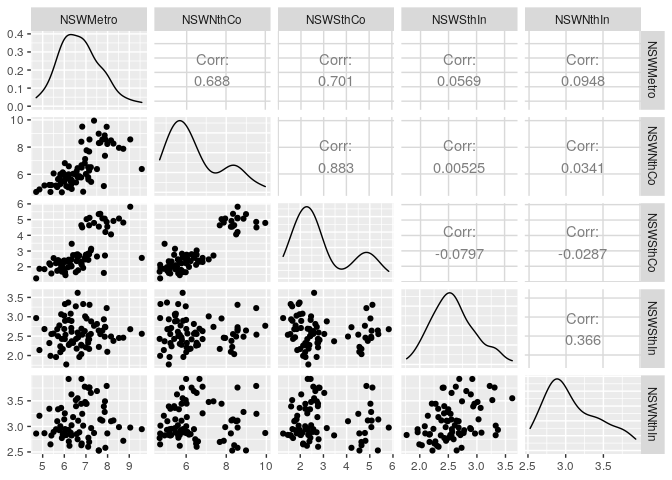 NSWMetro NSWNthCo NSWSthCo NSWSthIn NSWNthIn
0.4
0.3
0.2
0.1
0.0
Corr:
0.688
Corr:
0.701
Corr:
0.0569
Corr:
0.0948
NSWMetro
10
8
6
Corr:
0.883
Corr:
0.00525
Corr:
0.0341
NSWNthCo
6
5
4
3
2
Corr:
-0.0797
Corr:
-0.0287
NSWSthCo
3.5
3.0
2.5
2.0
Corr:
0.366
NSWSthIn
3.5
3.0
2.5
NSWNthIn
5 6 7 8 9 6 8 10 2 3 4 5 6 2.0 2.5 3.0 3.5 2.5 3.0 3.5